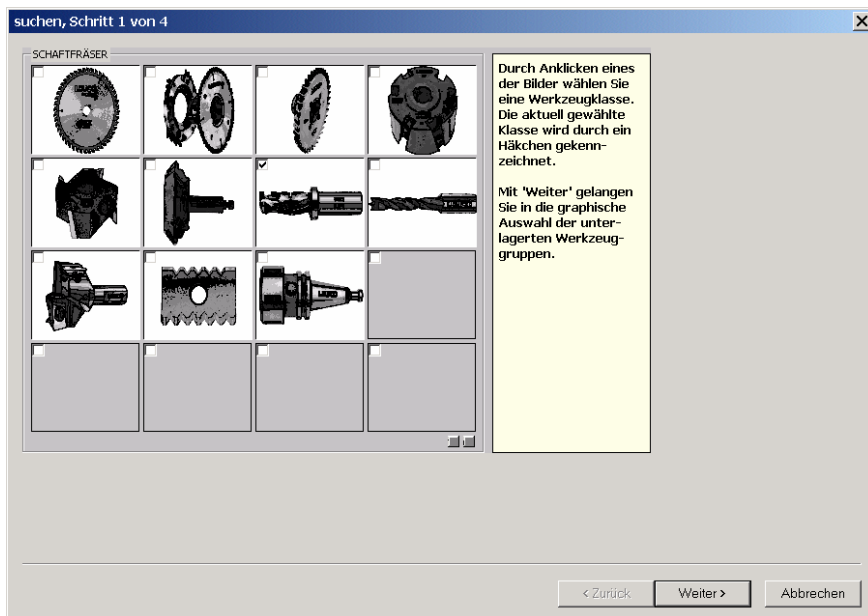 suchen, Schritt 1 von 4
SCHAFTFRÄSER
Durch Anklicken eines
der Bilder wählen Sie
eine Werkzeugklasse.
Die aktuell gewählte
Klasse wird durch ein
Häkchen gekenn-
zeichnet.
Mit 'Weiter' gelangen
Sie in die graphische
Auswahl der unter-
lagerten Werkzeug-
gruppen.
< Zurück
Weiter >
Abbrechen